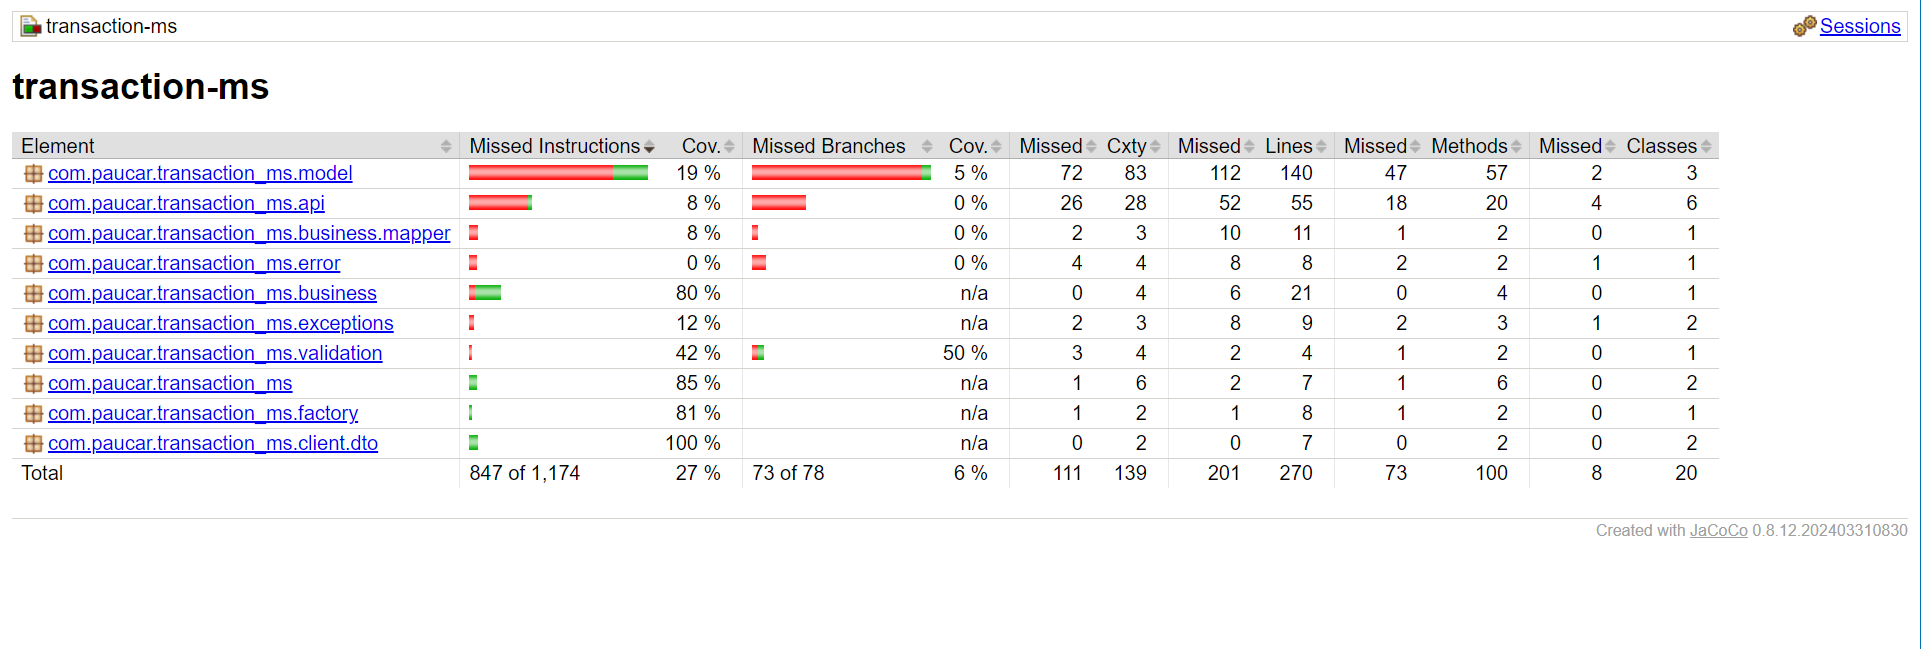 transaction-ms Sessions
transaction-ms
Element Missed Instructions Cov. Missed Branches Cov. Missed Cxty Missed Lines Missed Methods Missed Classes
com.paucar.transaction_ms.model 19 % 5 % 72 83 112 140 47 57 2 3
com.paucar.transaction_ms.api 8 % 0 % 26 28 52 55 18 20 4 6
com.paucar.transaction_ms.business.mapper 8 % 0 % 2 3 10 11 1 2 0 1
com.paucar.transaction_ms.error 0 % 0 % 4 4 8 8 2 2 1 1
com.paucar.transaction_ms.business 80 % n/a 0 4 6 21 0 4 0 1
com.paucar.transaction_ms.exceptions 12 % n/a 2 3 8 9 2 3 1 2
com.paucar.transaction_ms.validation 42 % 50 % 3 4 2 4 1 2 0 1
com.paucar.transaction_ms 85 % n/a 1 6 2 7 1 6 0 2
com.paucar.transaction_ms.factory 81 % n/a 1 2 1 8 1 2 0 1
com.paucar.transaction_ms.client.dto 100 % n/a 0 2 0 7 0 2 0 2
Total 847 of 1,174 27 % 73 of 78 6 % 111 139 201 270 73 100 8 20
Created with JaCoCo 0.8.12.202403310830